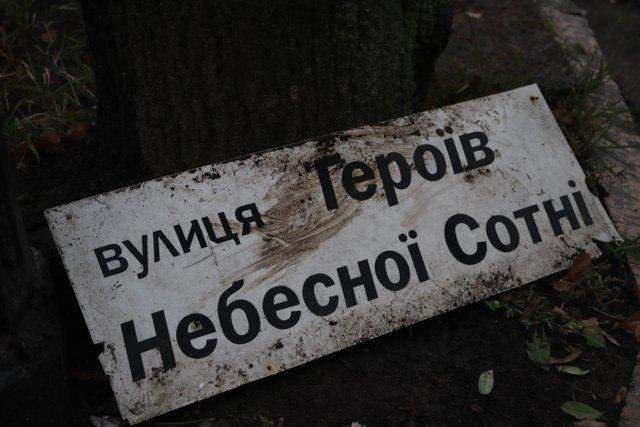 вулиця Героїв
Небесної Сотні